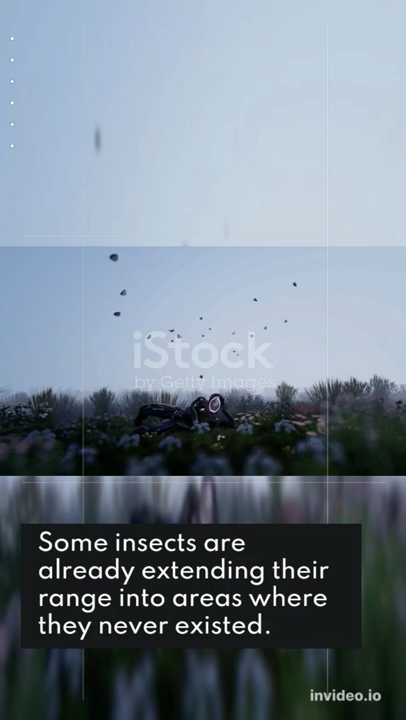 iStock
by Getty Images
Some insects are
already extending their
range into areas where
they never existed.
invideo.io